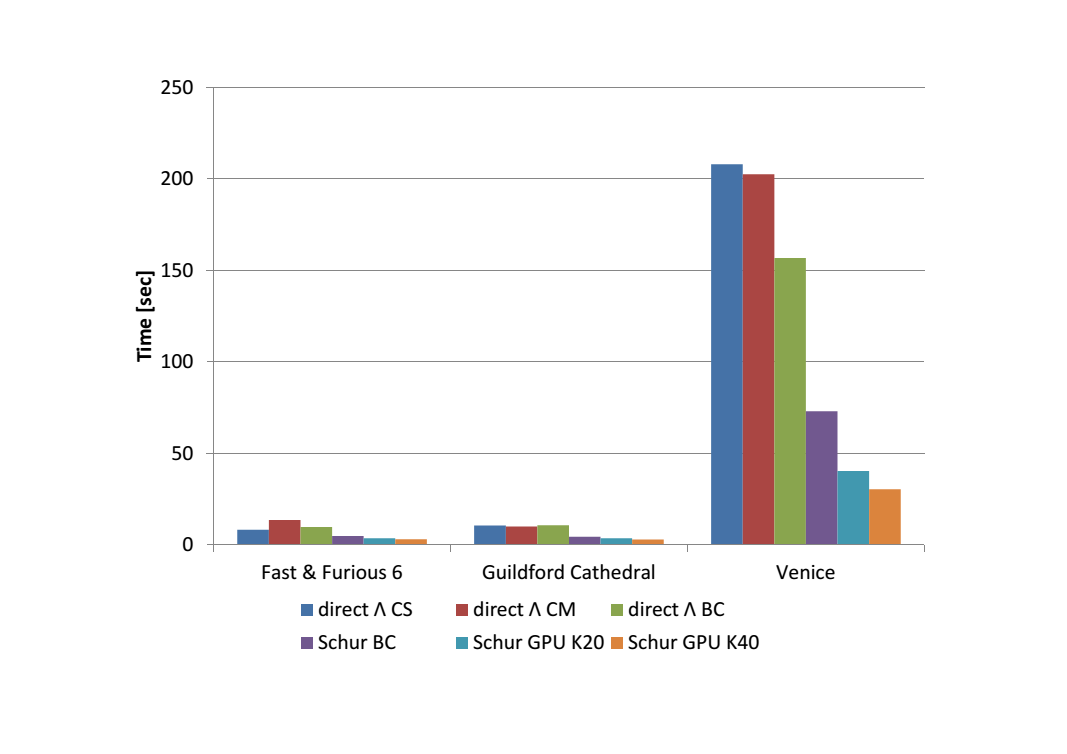 250
200
150
100
50
0
Time [sec]
Fast & Furious 6 Guildford Cathedral Venice
direct Λ CS direct Λ CM direct Λ BC
Schur BC Schur GPU K20 Schur GPU K40